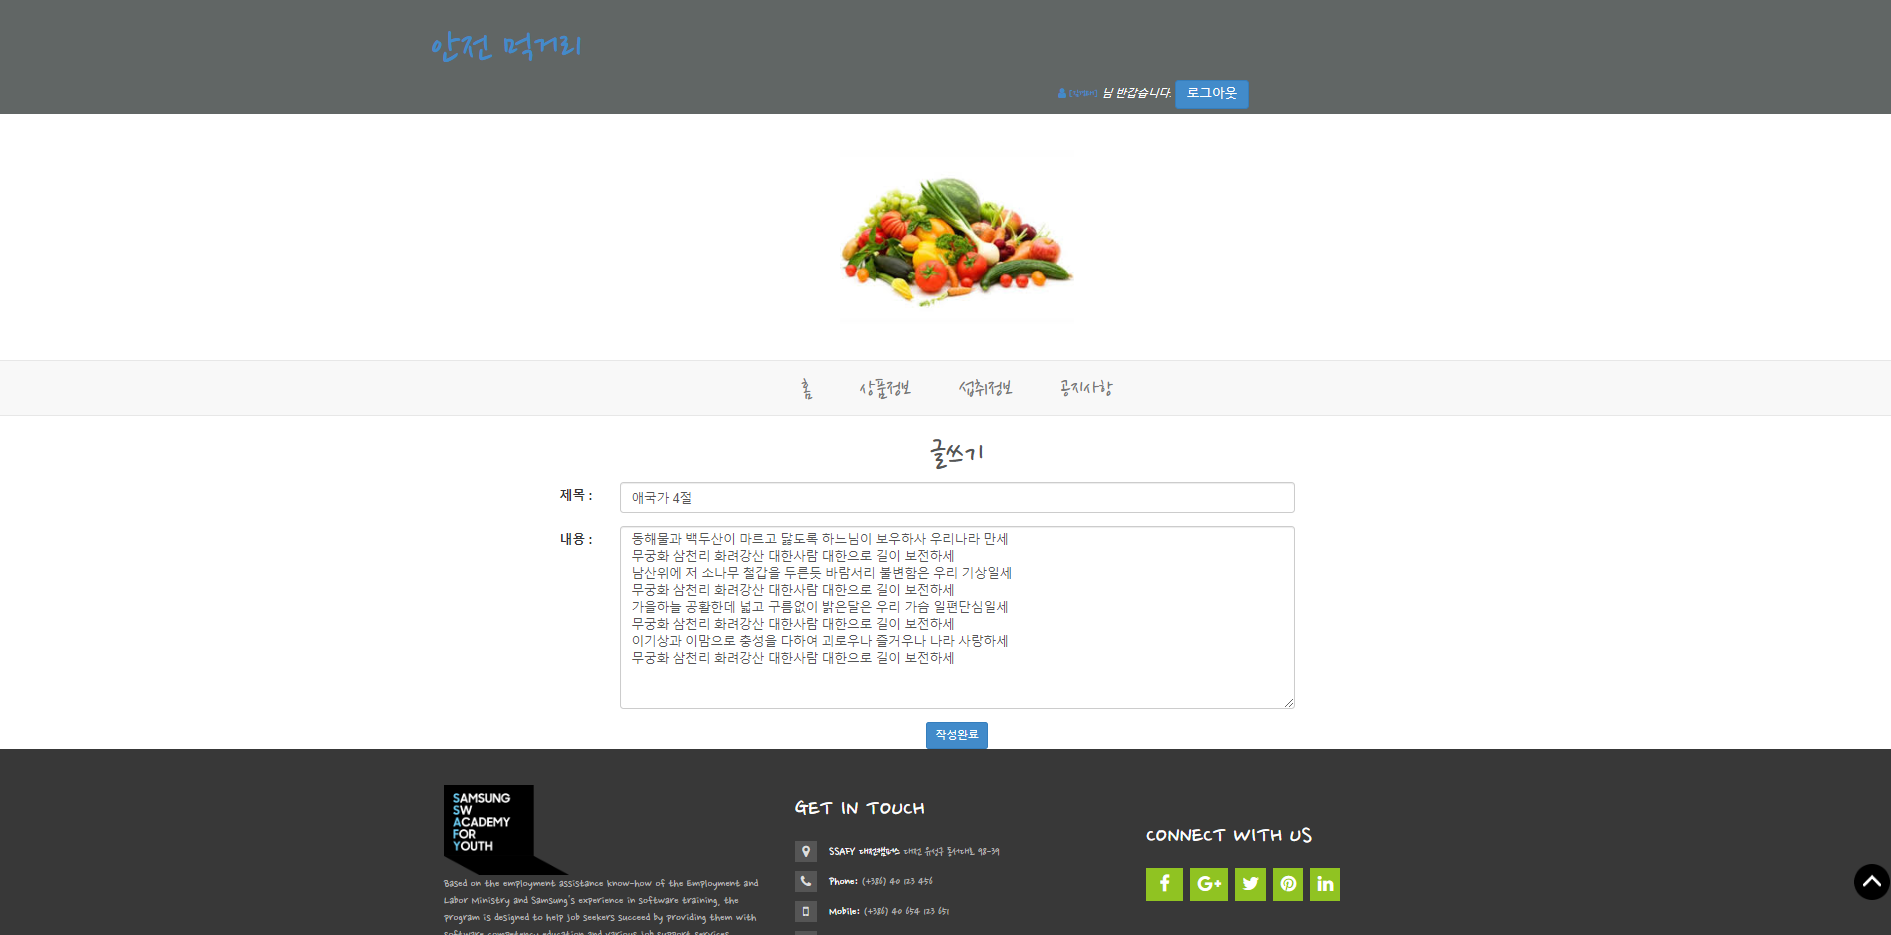 안전 먹거리
님 반갑습니다. 로그아웃
홈 상품정보 섭취정보 공지사항
글쓰기
제목 : 애국가 4절
내용 : 동해물과 백두산이 마르고 닳도록 하느님이 보우하사 우리나라 만세
무궁화 삼천리 화려강산 대한사람 대한으로 길이 보전하세
남산위에 저 소나무 철갑을 두른듯 바람서리 불변함은 우리 기상일세
무궁화 삼천리 화려강산 대한사람 대한으로 길이 보전하세
가을하늘 공활한데 넓고 구름없이 밝은달은 우리 가슴 일편단심일세
무궁화 삼천리 화려강산 대한사람 대한으로 길이 보전하세
이기상과 이맘으로 충성을 다하여 괴로우나 즐거우나 나라 사랑하세
무궁화 삼천리 화려강산 대한사람 대한으로 길이 보전하세
작성완료
SAMSUNG
SW
ACADEMY
FOR
YOUTH
Based on the employment assistance know-how of the Employment and
Labor Ministry and Samsung's experience in software training, the
program is designed to help job seekers succeed by providing them with
software competency education and various job support services
GET IN TOUCH
SSAFY 대전캠퍼스 대전 유성구 동서대로 98-39
Phone: (+386) 40 123 456
Mobile: (+386) 40 654 123 651
CONNECT WITH US